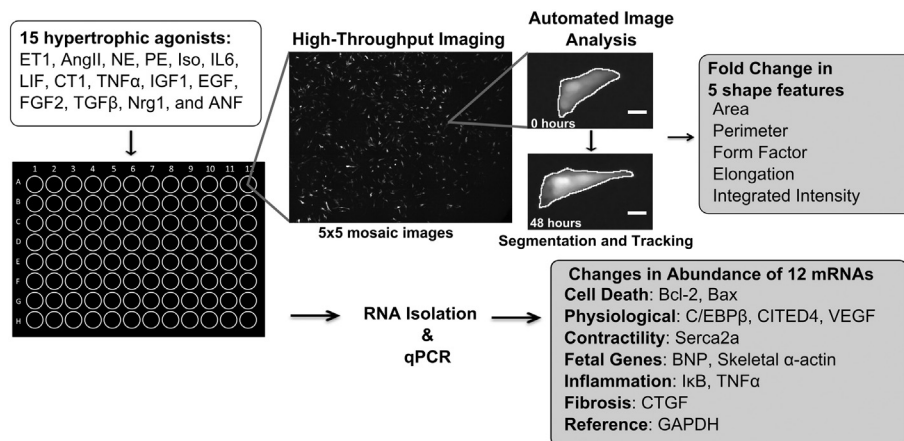 15 hypertrophic agonists:
ET1, AngII, NE, PE, Iso, IL6,
LIF, CT1, TNFα, IGF1, EGF,
FGF2, TGFβ, Nrg1, and ANF
1 2 3 4 5 6 7 8 9 10 11 12
A
B
C
D
E
F
G
H
High-Throughput Imaging
5x5 mosaic images
Automated Image
Analysis
0 hours
48 hours
Segmentation and Tracking
Fold Change in
5 shape features
Area
Perimeter
Form Factor
Elongation
Integrated Intensity
RNA Isolation
&
qPCR
Changes in Abundance of 12 mRNAs
Cell Death: Bcl-2, Bax
Physiological: C/EBPβ, CITED4, VEGF
Contractility: Serca2a
Fetal Genes: BNP, Skeletal α-actin
Inflammation: IκB, TNFα
Fibrosis: CTGF
Reference: GAPDH